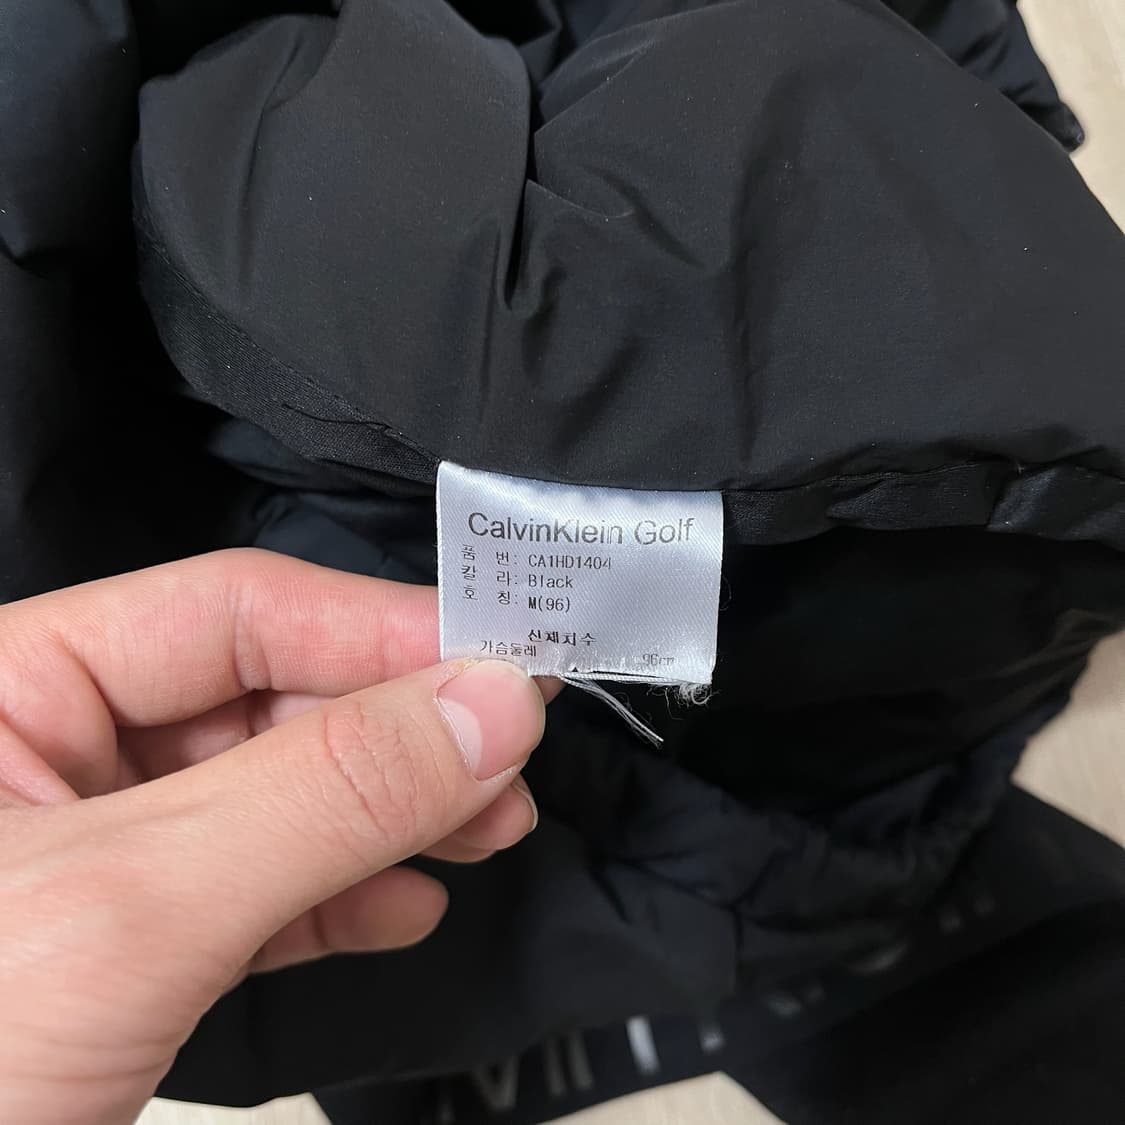 CalvinKlein Golf
품 번: CA1HD1404
칼 라: Black
호 칭: M(96)
신체치수
가슴둘레 96cm